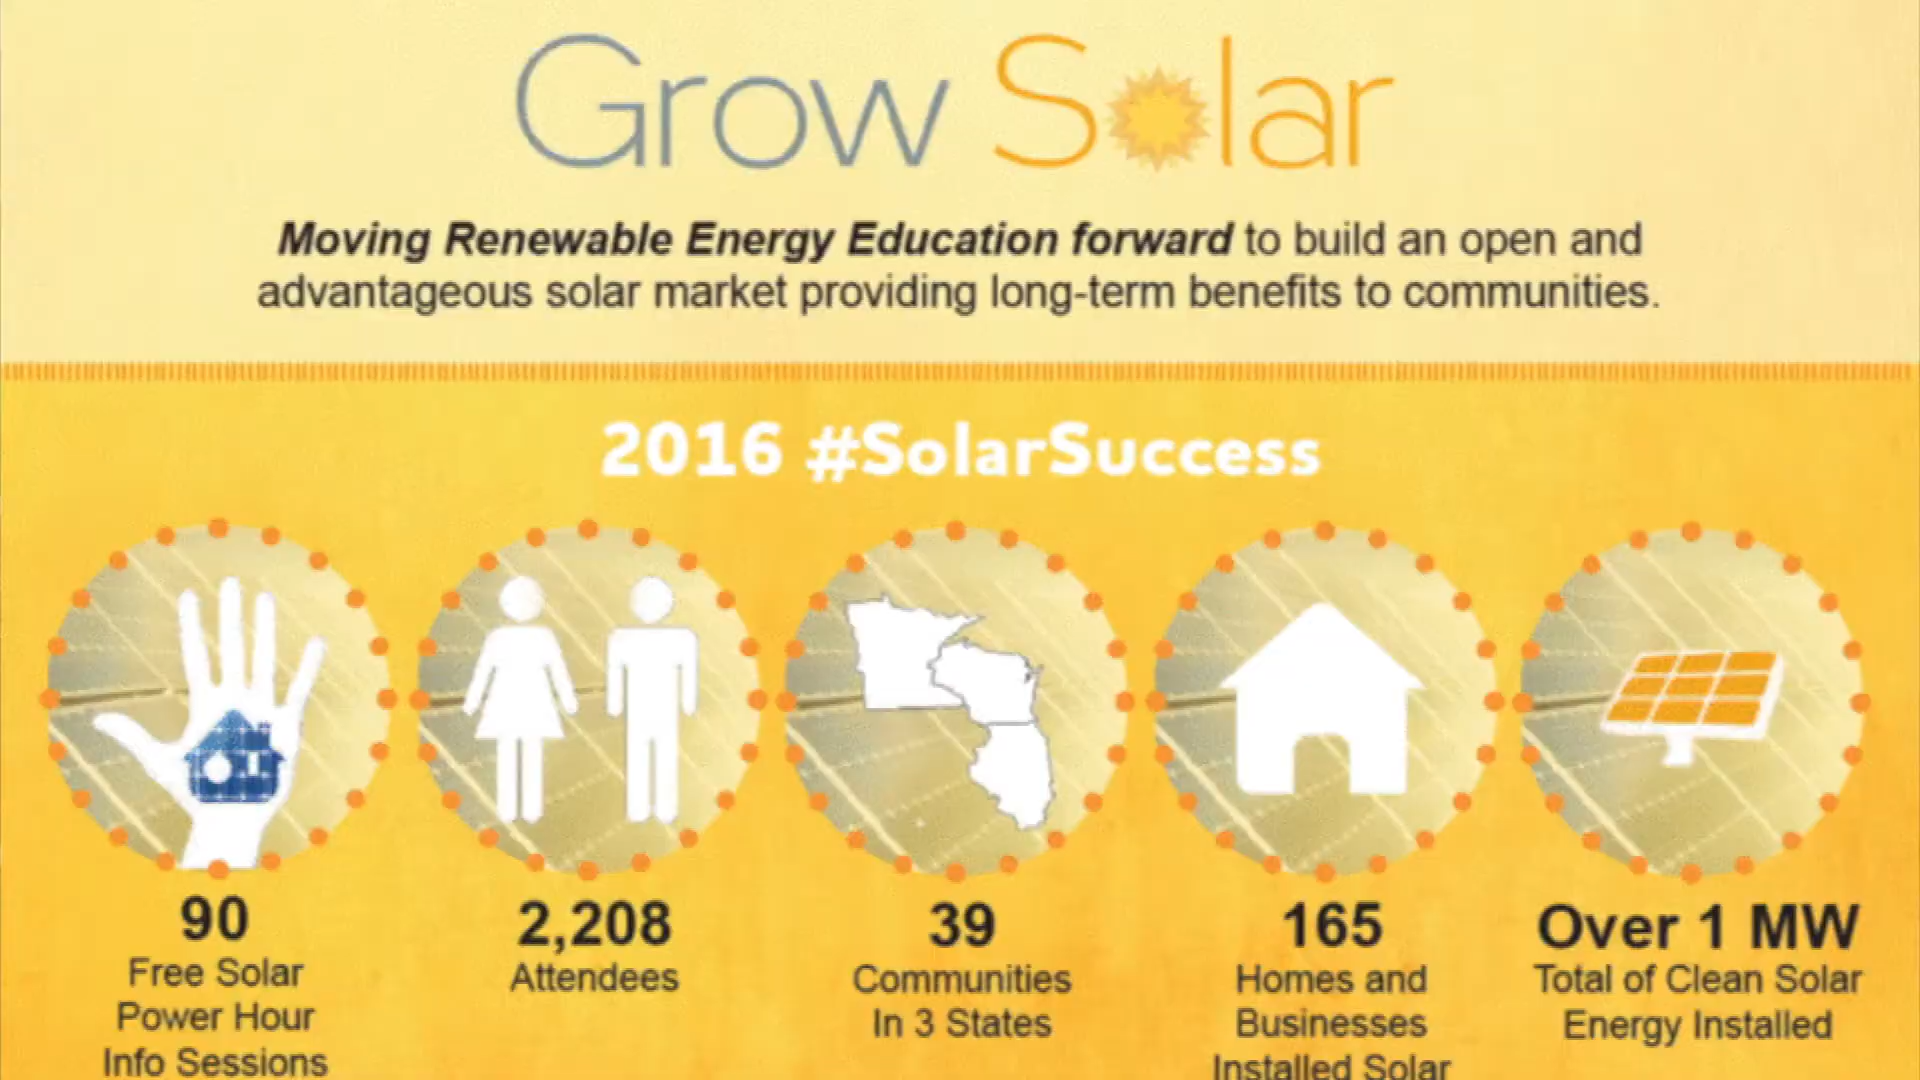 Grow Solar
Moving Renewable Energy Education forward to build an open and
advantageous solar market providing long-term benefits to communities.
2016 #SolarSuccess
90
Free Solar
Power Hour
Info Sessions
2,208
Attendees
39
Communities
In 3 States
165
Homes and
Businesses
Installed Solar
Over 1 MW
Total of Clean Solar
Energy Installed